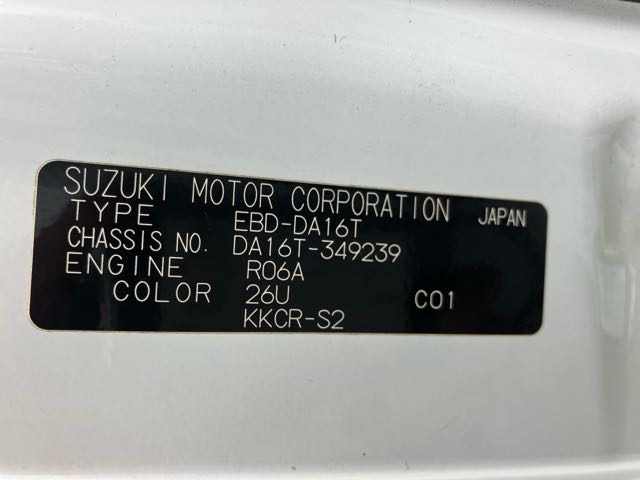 SUZUKI MOTOR CORPORATION JAPAN
TYPE EBD-DA16T
CHASSIS NO. DA16T-349239
ENGINE R06A
COLOR 26U C01
KKCR-S2